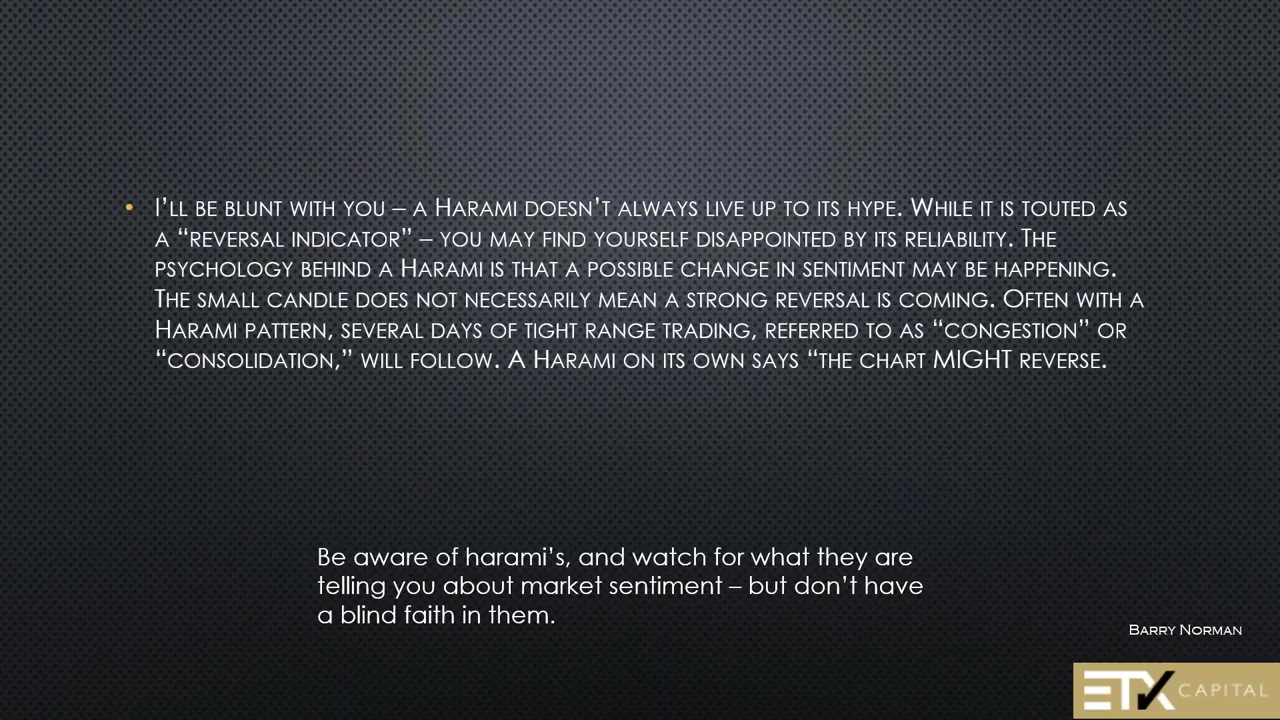 • I’ll be blunt with you – a Harami doesn’t always live up to its hype. While it is touted as
a “reversal indicator” – you may find yourself disappointed by its reliability. The
psychology behind a Harami is that a possible change in sentiment may be happening.
The small candle does not necessarily mean a strong reversal is coming. Often with a
Harami pattern, several days of tight range trading, referred to as “congestion” or
“consolidation,” will follow. A Harami on its own says “the chart MIGHT reverse.
Be aware of harami’s, and watch for what they are
telling you about market sentiment – but don’t have
a blind faith in them.
Barry Norman
ETX CAPITAL